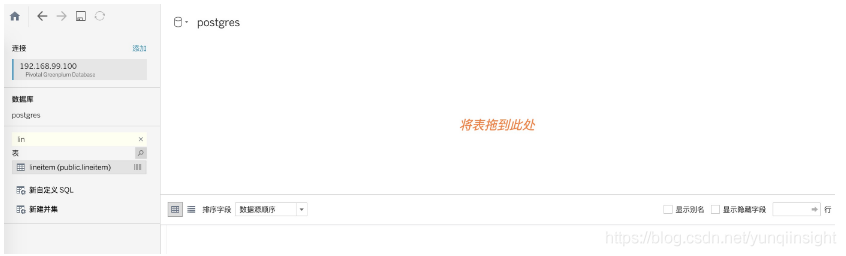 postgres
连接
添加
192.168.99.100
Pivotal Greenplum Database
数据库
postgres
lin
表
lineitem (public.lineitem)
新自定义 SQL
新建并集
将表拖到此处
排序字段
数据源顺序
显示别名
显示隐藏字段
行
https://blog.csdn.net/yunqiinsight